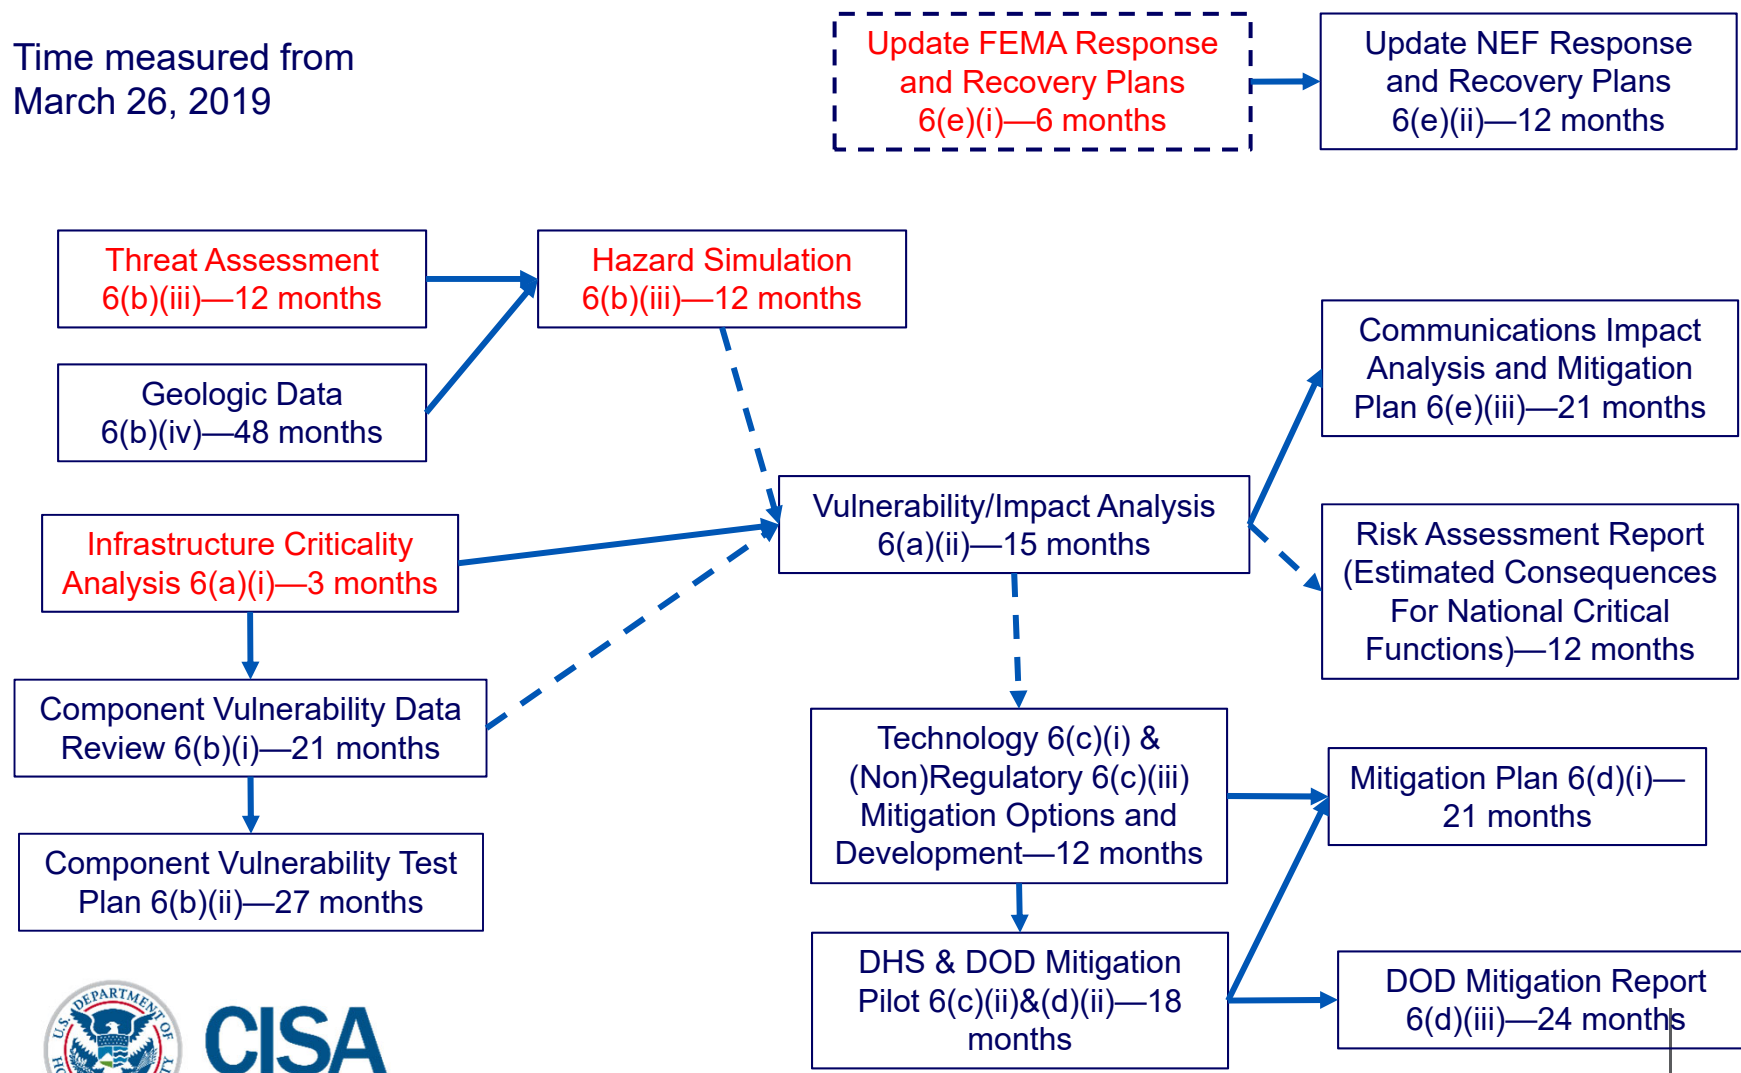 Time measured from
March 26, 2019
Update FEMA Response
and Recovery Plans
6(e)(i)—6 months
Update NEF Response
and Recovery Plans
6(e)(ii)—12 months
Threat Assessment
6(b)(iii)—12 months
Hazard Simulation
6(b)(iii)—12 months
Geologic Data
6(b)(iv)—48 months
Communications Impact
Analysis and Mitigation
Plan 6(e)(iii)—21 months
Infrastructure Criticality
Analysis 6(a)(i)—3 months
Vulnerability/Impact Analysis
6(a)(ii)—15 months
Risk Assessment Report
(Estimated Consequences
For National Critical
Functions)—12 months
Component Vulnerability Data
Review 6(b)(i)—21 months
Technology 6(c)(i) &
(Non)Regulatory 6(c)(iii)
Mitigation Options and
Development—12 months
Mitigation Plan 6(d)(i)—
21 months
Component Vulnerability Test
Plan 6(b)(ii)—27 months
DHS & DOD Mitigation
Pilot 6(c)(ii)&(d)(ii)—18
months
DOD Mitigation Report
6(d)(iii)—24 months
U.S. DEPARTMENT OF
CISA